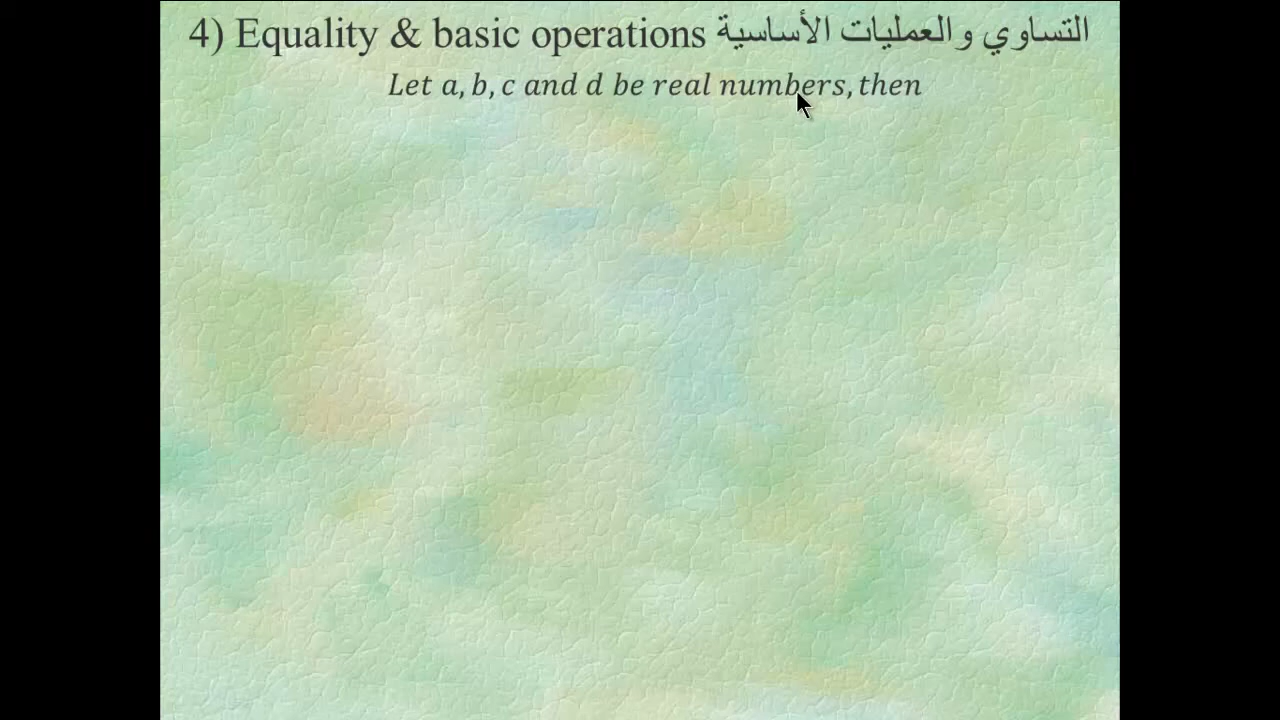 4) Equality & basic operations التساوي والعمليات الأساسية
Let a, b, c and d be real numbers, then